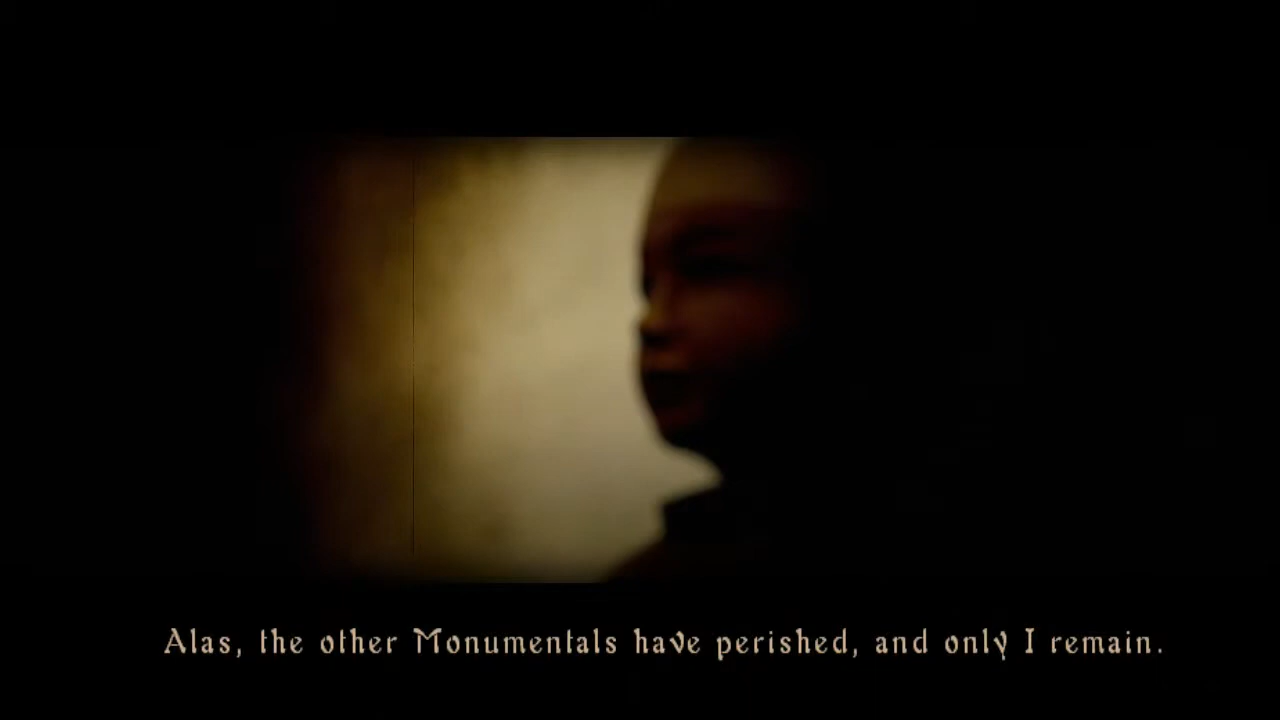 Alas, the other Monumentals have perished, and only I remain.